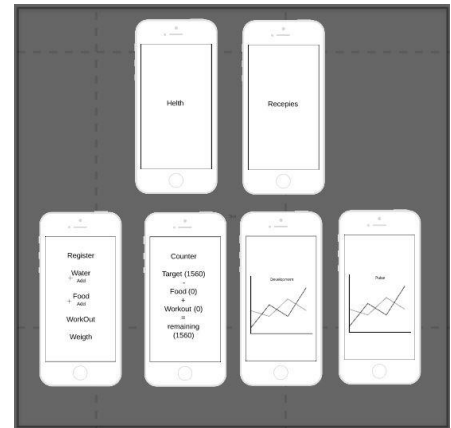 Helth
Recepies
Register
+ Water
Add
+ Food
Add
WorkOut
Weigth
Counter
Target (1560)
-
Food (0)
+
Workout (0)
=
remaining
(1560)
Development
Pulse